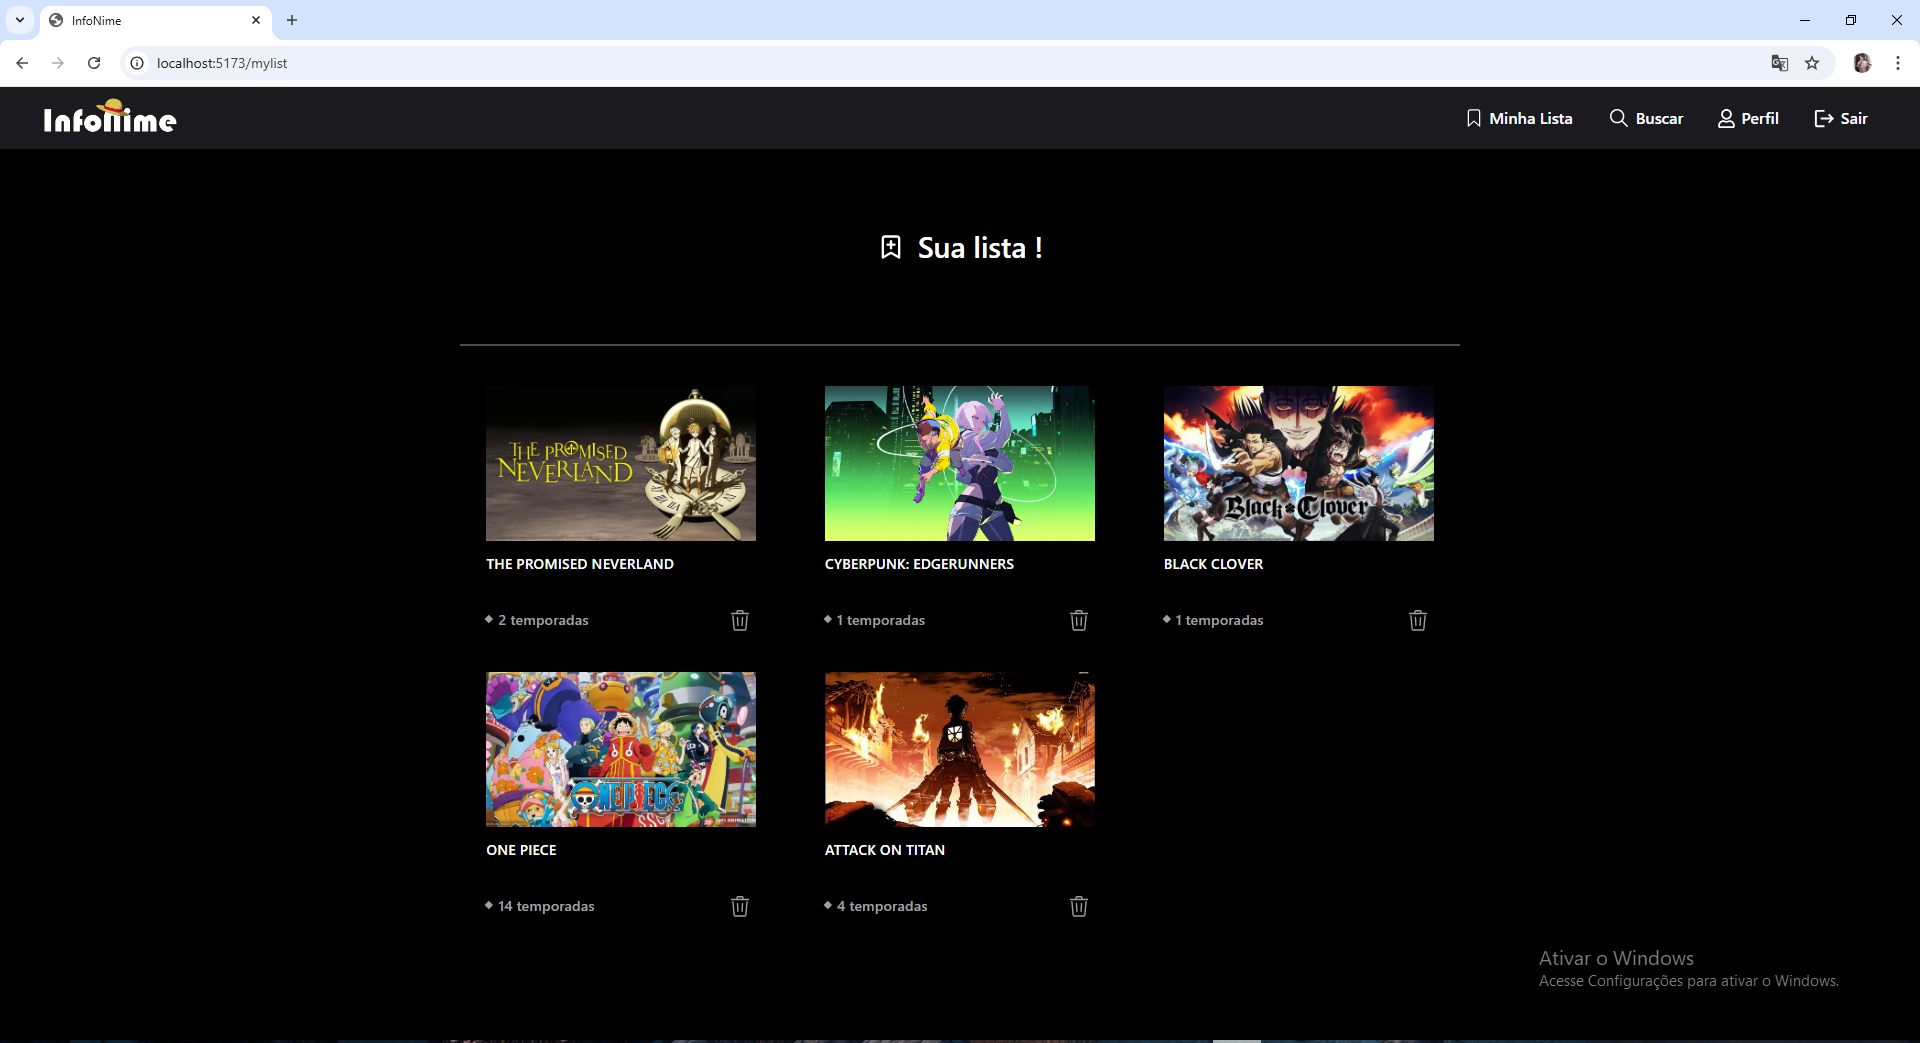 InfoNime
localhost:5173/mylist
InfoNime
Minha Lista
Buscar
Perfil
Sair
Sua lista !
THE PROMISED
NEVERLAND
Black Clover
THE PROMISED NEVERLAND
CYBERPUNK: EDGERUNNERS
BLACK CLOVER
2 temporadas
1 temporadas
1 temporadas
ONE PIECE
ONE PIECE
ATTACK ON TITAN
14 temporadas
4 temporadas
Ativar o Windows
Acesse Configurações para ativar o Windows.